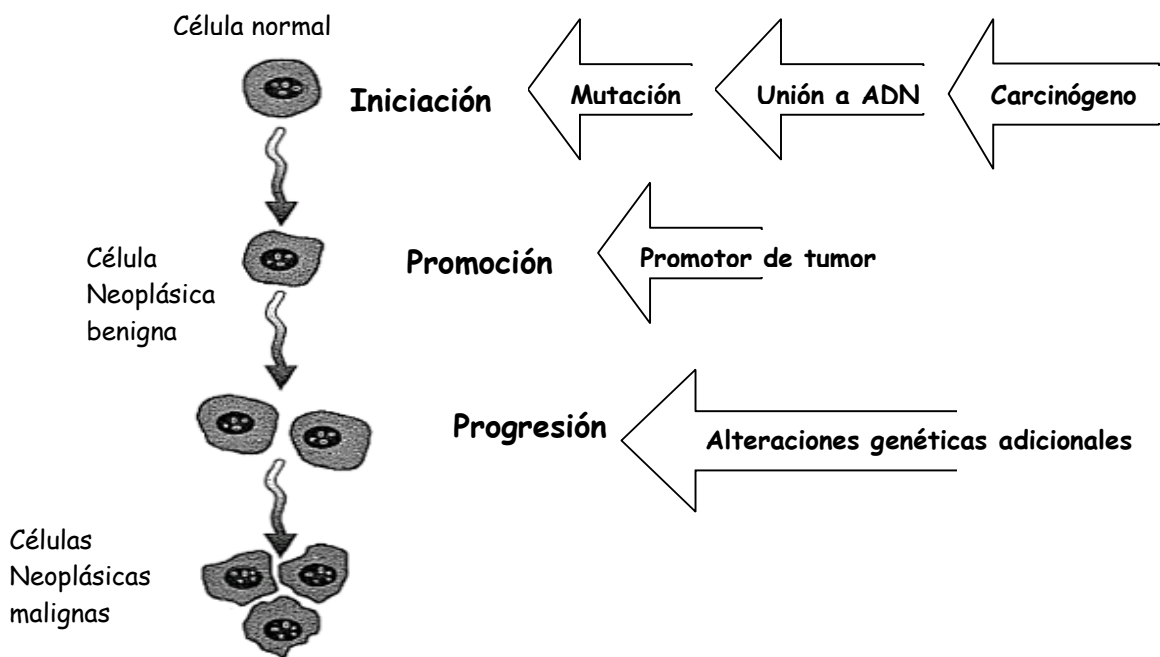 Célula normal
Iniciación
Mutación
Unión a ADN
Carcinógeno
Célula
Neoplásica
benigna
Promoción
Promotor de tumor
Progresión
Alteraciones genéticas adicionales
Células
Neoplásicas
malignas